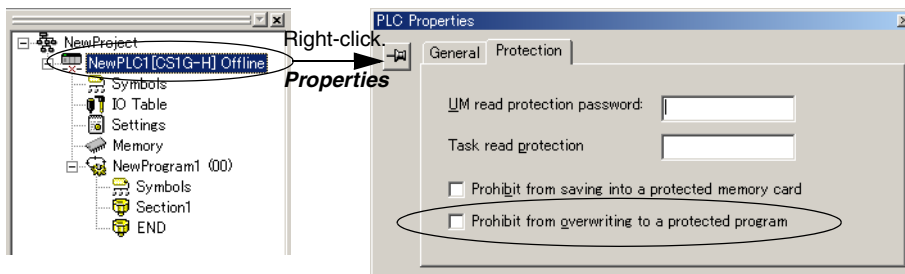 NewProject
NewPLC1[CS1G-H] Offline
Symbols
IO Table
Settings
Memory
NewProgram1 (00)
Symbols
Section1
END
Right-click.
Properties
PLC Properties
General
Protection
UM read protection password:
Task read protection
Prohibit from saving into a protected memory card
Prohibit from overwriting to a protected program